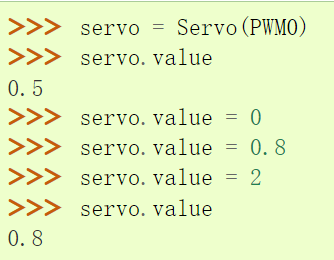 >>> servo = Servo(PWM0)
>>> servo.value
0.5
>>> servo.value = 0
>>> servo.value = 0.8
>>> servo.value = 2
>>> servo.value
0.8